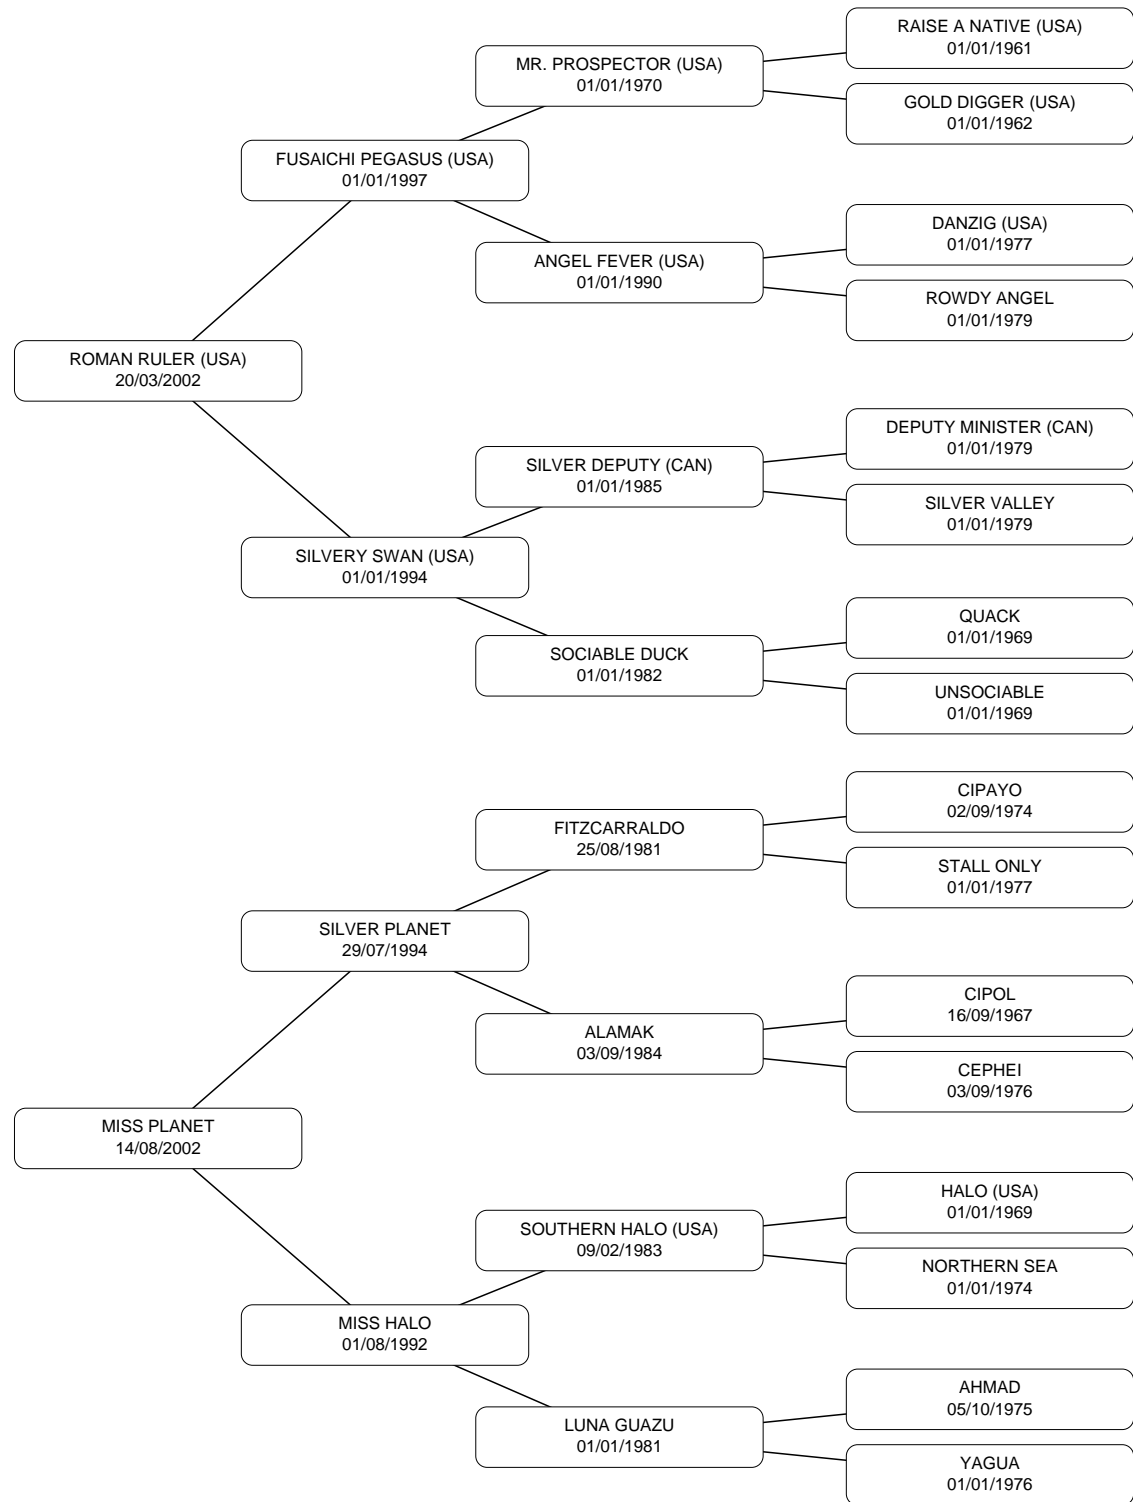 RAISE A NATIVE (USA)
01/01/1961
MR. PROSPECTOR (USA)
01/01/1970
GOLD DIGGER (USA)
01/01/1962
FUSAICHI PEGASUS (USA)
01/01/1997
DANZIG (USA)
01/01/1977
ANGEL FEVER (USA)
01/01/1990
ROWDY ANGEL
01/01/1979
ROMAN RULER (USA)
20/03/2002
DEPUTY MINISTER (CAN)
01/01/1979
SILVER DEPUTY (CAN)
01/01/1985
SILVER VALLEY
01/01/1979
SILVERY SWAN (USA)
01/01/1994
QUACK
01/01/1969
SOCIABLE DUCK
01/01/1982
UNSOCIABLE
01/01/1969
CIPAYO
02/09/1974
FITZCARRALDO
25/08/1981
STALL ONLY
01/01/1977
SILVER PLANET
29/07/1994
CIPOL
16/09/1967
ALAMAK
03/09/1984
CEPHEI
03/09/1976
MISS PLANET
14/08/2002
HALO (USA)
01/01/1969
SOUTHERN HALO (USA)
09/02/1983
NORTHERN SEA
01/01/1974
MISS HALO
01/08/1992
AHMAD
05/10/1975
LUNA GUAZU
01/01/1981
YAGUA
01/01/1976